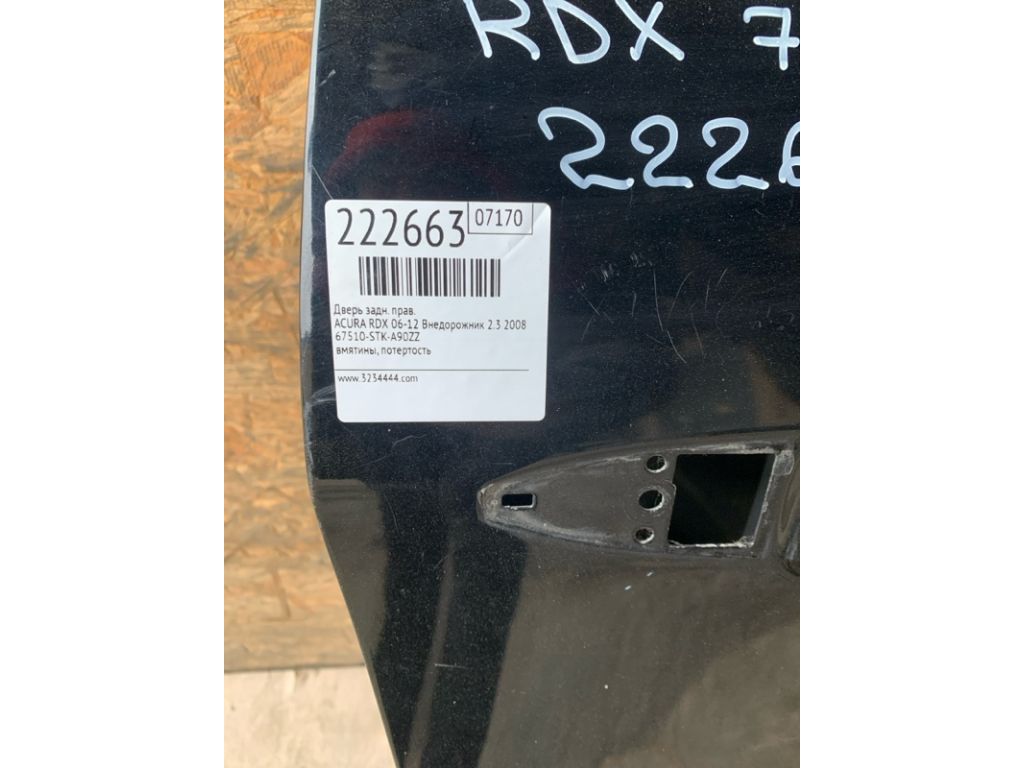 RDX 7
2226
222663 07170
Дверь задн. прав.
ACURA RDX 06-12 Внедорожник 2.3 2008
67510-STK-A90ZZ
вмятины, потертость
www.3234444.com